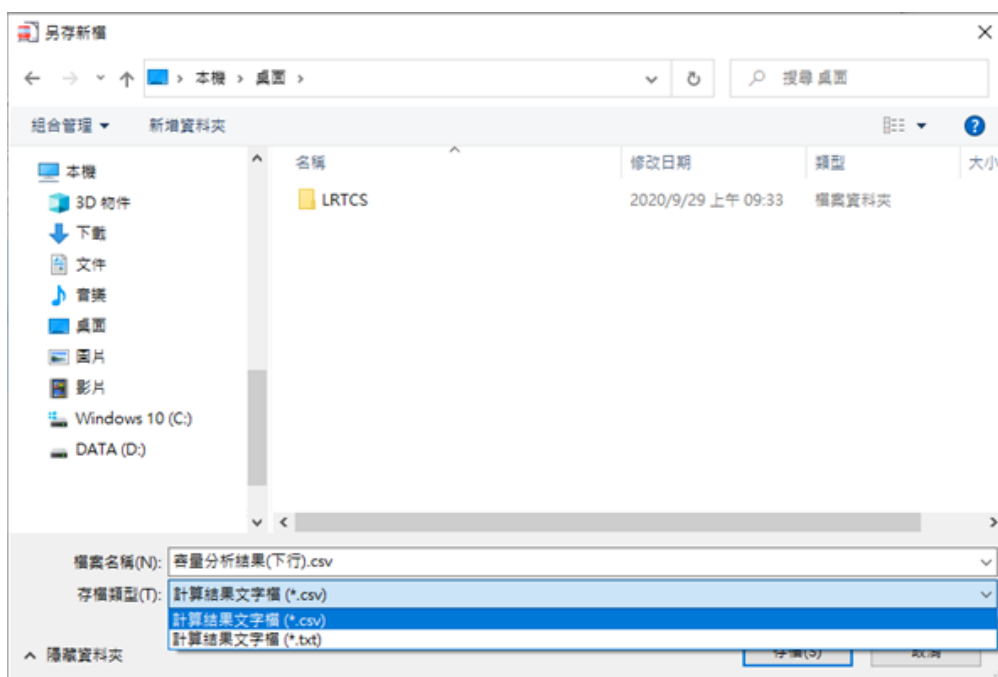 另存新檔
本機 › 桌面 ›
搜尋 桌面
組合管理 新增資料夾
名稱 修改日期 類型 大小
LRTCS 2020/9/29 上午 09:33 檔案資料夾
本機
3D 物件
下載
文件
音樂
桌面
圖片
影片
Windows 10 (C:)
DATA (D:)
檔案名稱(N): 容量分析結果(下行).csv
存檔類型(T): 計算結果文字檔 (*.csv)
計算結果文字檔 (*.csv)
計算結果文字檔 (*.txt)
隱藏資料夾 存檔(S) 取消